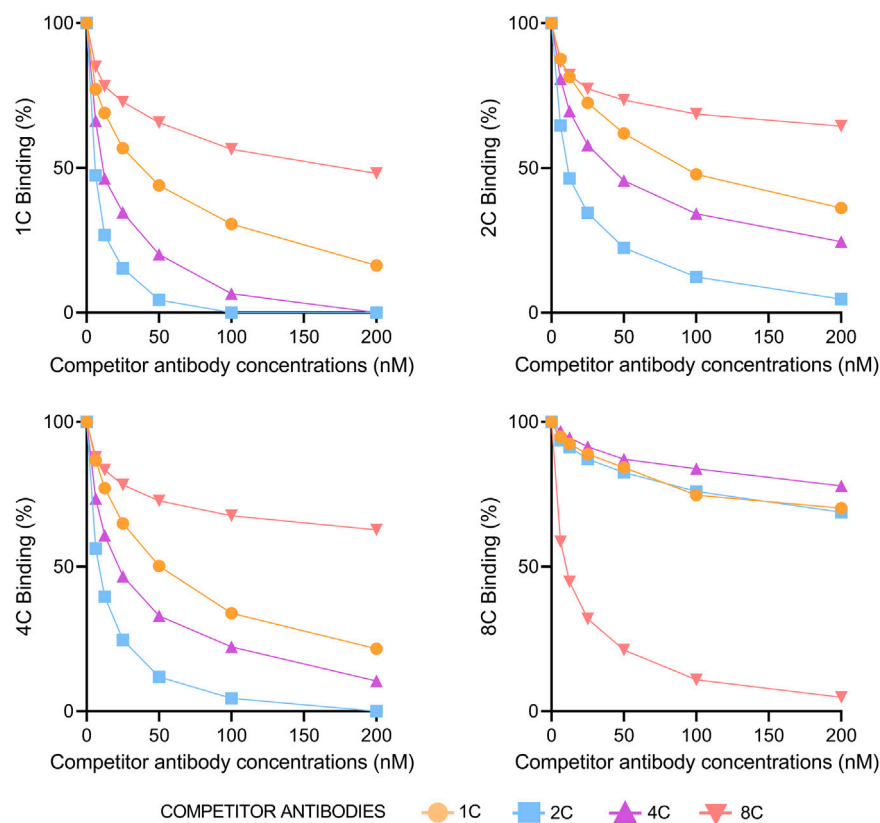 100
50
0
1C Binding (%)
0 50 100 150 200
Competitor antibody concentrations (nM)
100
50
0
2C Binding (%)
0 50 100 150 200
Competitor antibody concentrations (nM)
100
50
0
4C Binding (%)
0 50 100 150 200
Competitor antibody concentrations (nM)
100
50
0
8C Binding (%)
0 50 100 150 200
Competitor antibody concentrations (nM)
COMPETITOR ANTIBODIES 1C 2C 4C 8C